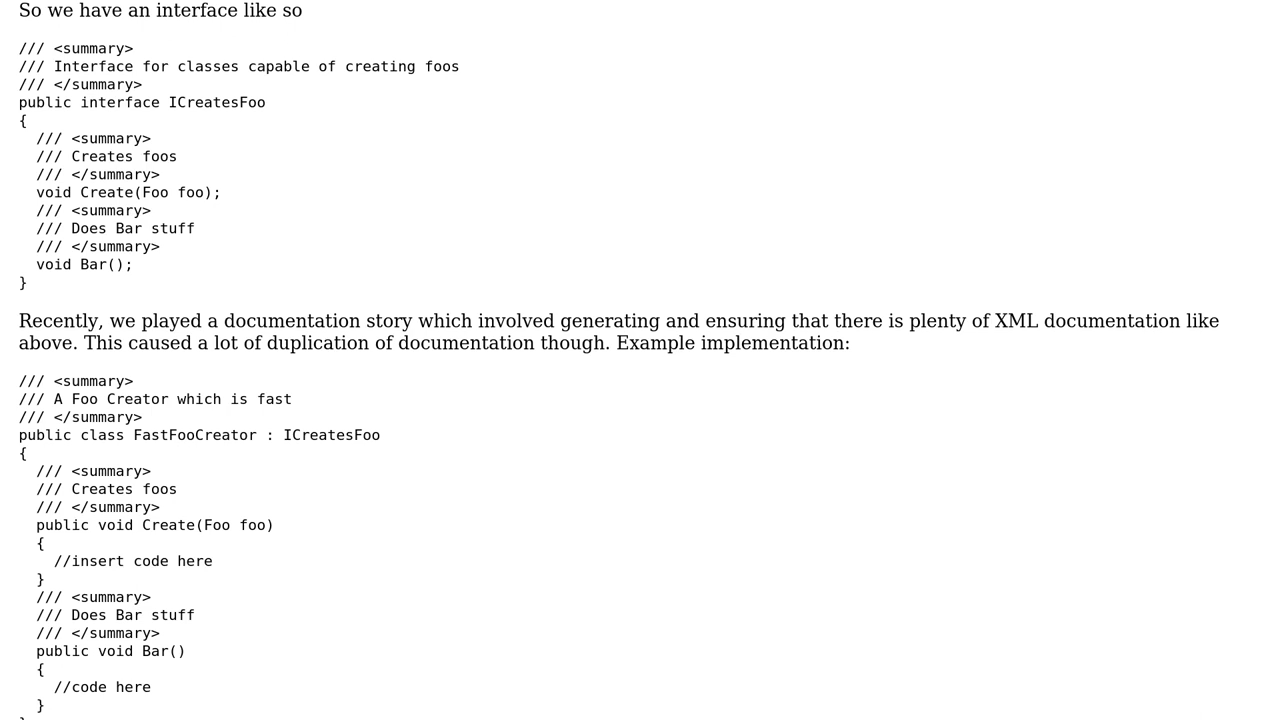 So we have an interface like so
/// <summary>
/// Interface for classes capable of creating foos
/// </summary>
public interface ICreatesFoo
{
  /// <summary>
  /// Creates foos
  /// </summary>
  void Create(Foo foo);
  /// <summary>
  /// Does Bar stuff
  /// </summary>
  void Bar();
}
Recently, we played a documentation story which involved generating and ensuring that there is plenty of XML documentation like
above. This caused a lot of duplication of documentation though. Example implementation:
/// <summary>
/// A Foo Creator which is fast
/// </summary>
public class FastFooCreator : ICreatesFoo
{
  /// <summary>
  /// Creates foos
  /// </summary>
  public void Create(Foo foo)
  {
    //insert code here
  }
  /// <summary>
  /// Does Bar stuff
  /// </summary>
  public void Bar()
  {
    //code here
  }
}